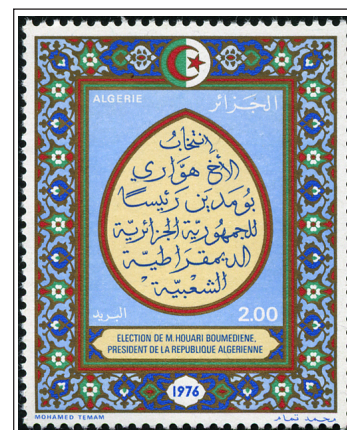 ALGERIE الجزائر
إنتخاب
الأخ هواري
بومدين رئيسا
للجمهورية الجزائرية
الديمقراطية
الشعبية
البريد 2.00
ELECTION DE M.HOUARI BOUMEDIENE,
PRESIDENT DE LA REPUBLIQUE ALGERIENNE
1976
MOHAMED TEMAM محمد تمام